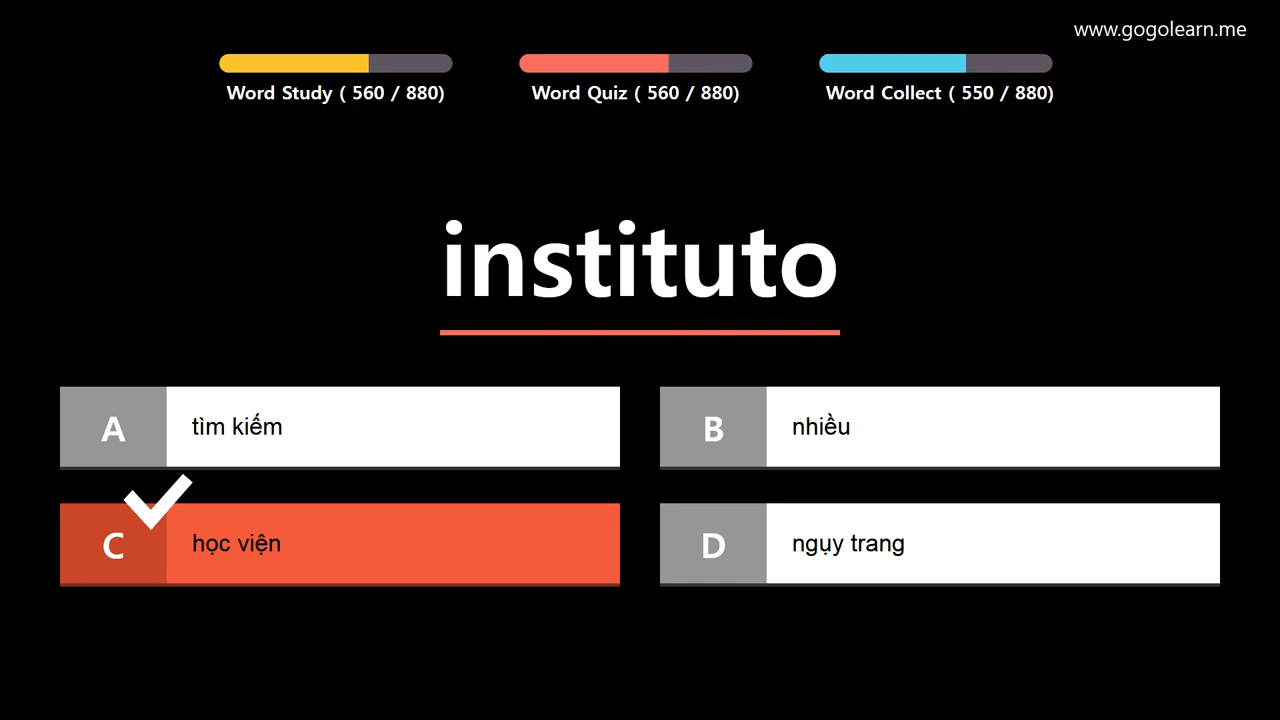 www.gogolearn.me
Word Study ( 560 / 880)
Word Quiz ( 560 / 880)
Word Collect ( 550 / 880)
instituto
A
tìm kiếm
B
nhiều
C
học viện
D
ngụy trang